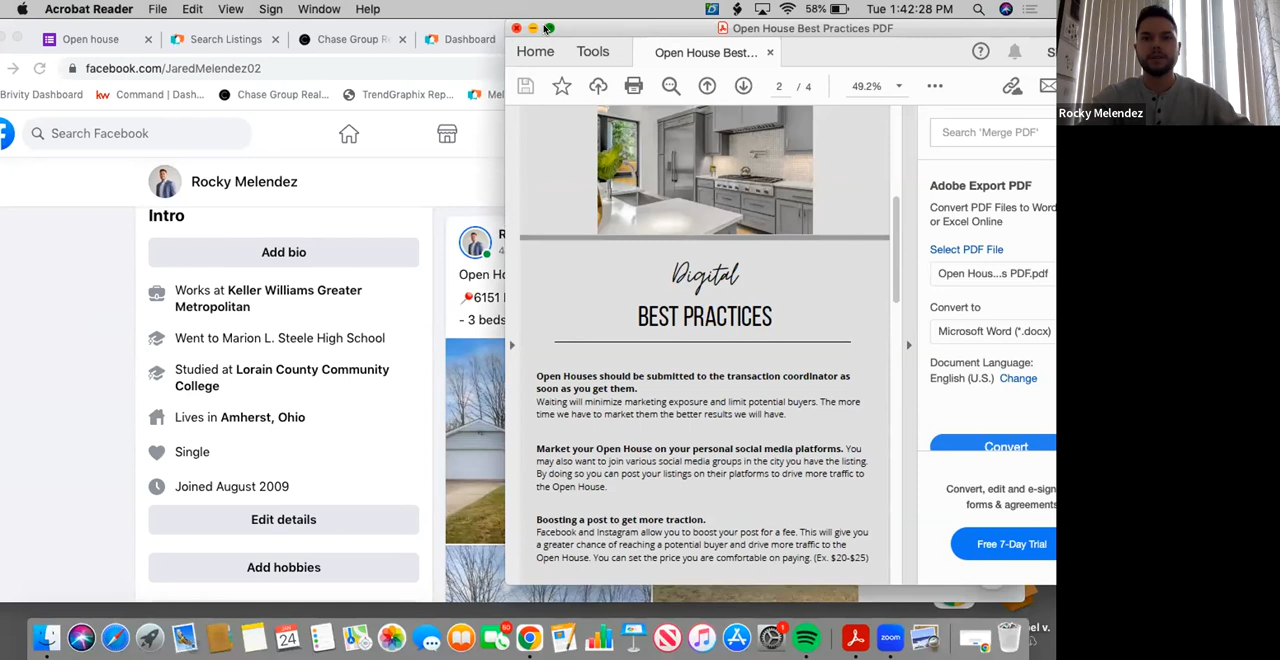 Acrobat Reader File Edit View Sign Window Help 58% Tue 1:42:28 PM
Open House Best Practices PDF
Open house Search Listings Chase Group R Dashboard
Home Tools Open House Best...
facebook.com/JaredMelendez02
Brivity Dashboard Command | Dash... Chase Group Real... TrendGraphix Rep...
2 / 4 49.2%
Rocky Melendez
Search Facebook
Search 'Merge PDF'
Rocky Melendez
Intro
Add bio
Works at Keller Williams Greater
Metropolitan
Went to Marion L. Steele High School
Studied at Lorain County Community
College
Lives in Amherst, Ohio
Single
Joined August 2009
Edit details
Add hobbies
Open Ho
6151
- 3 beds
Digital
BEST PRACTICES
Open Houses should be submitted to the transaction coordinator as
soon as you get them.
Waiting will minimize marketing exposure and limit potential buyers. The more
time we have to market them the better results we will have.
Market your Open House on your personal social media platforms. You
may also want to join various social media groups in the city you have the listing.
By doing so you can post your listings on their platforms to drive more traffic to
the Open House.
Boosting a post to get more traction.
Facebook and Instagram allow you to boost your post for a fee. This will give you
a greater chance of reaching a potential buyer and drive more traffic to the
Open House. You can set the price you are comfortable on paying. (Ex. $20-$25)
Adobe Export PDF
Convert PDF Files to Word
or Excel Online
Select PDF File
Open Hous...s PDF.pdf
Convert to
Microsoft Word (*.docx)
Document Language:
English (U.S.) Change
Convert
Convert, edit and e-sign
forms & agreements
Free 7-Day Trial
JAN
24
zoom